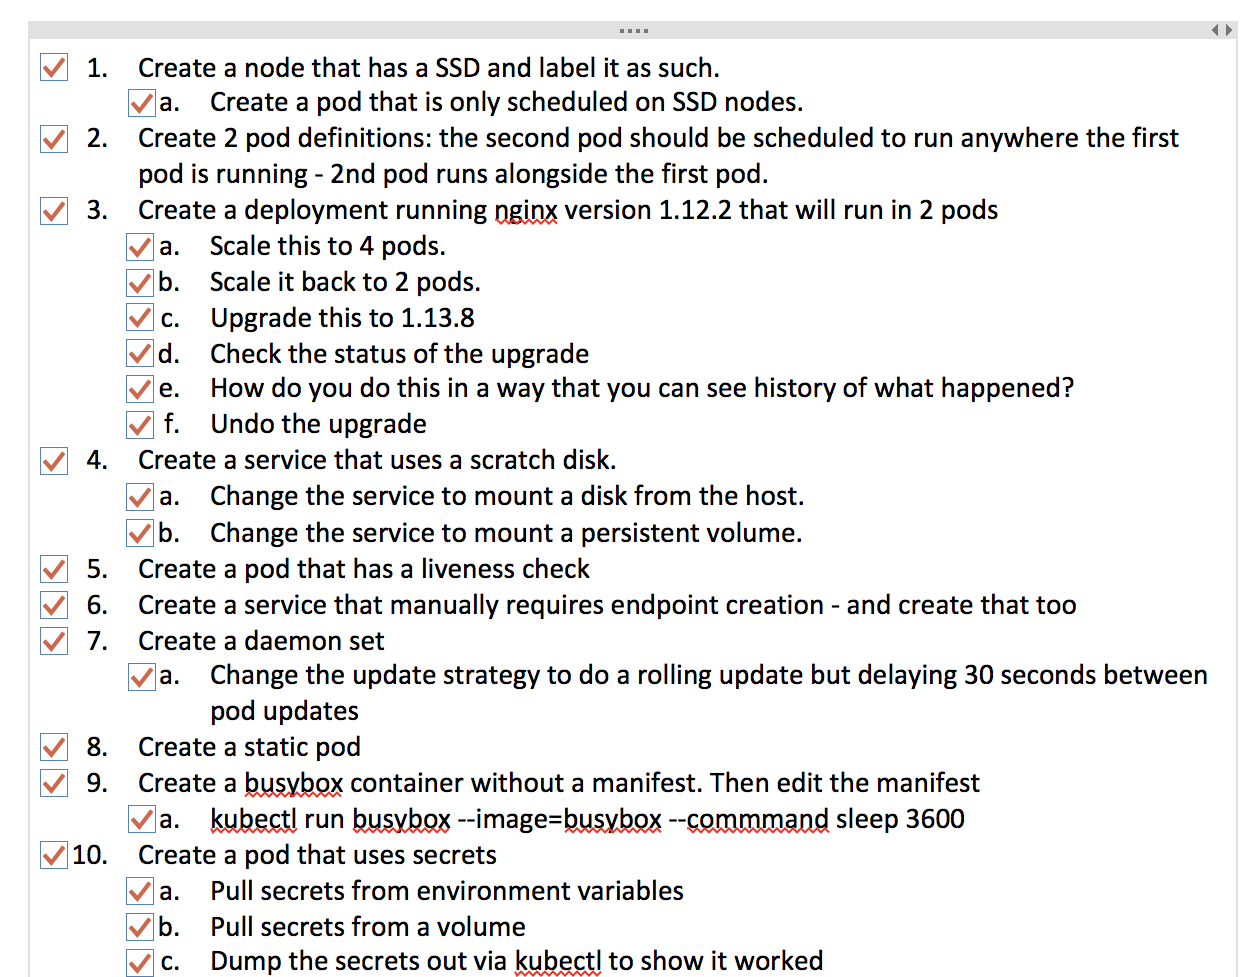 1. Create a node that has a SSD and label it as such.
a. Create a pod that is only scheduled on SSD nodes.
2. Create 2 pod definitions: the second pod should be scheduled to run anywhere the first
pod is running - 2nd pod runs alongside the first pod.
3. Create a deployment running nginx version 1.12.2 that will run in 2 pods
a. Scale this to 4 pods.
b. Scale it back to 2 pods.
c. Upgrade this to 1.13.8
d. Check the status of the upgrade
e. How do you do this in a way that you can see history of what happened?
f. Undo the upgrade
4. Create a service that uses a scratch disk.
a. Change the service to mount a disk from the host.
b. Change the service to mount a persistent volume.
5. Create a pod that has a liveness check
6. Create a service that manually requires endpoint creation - and create that too
7. Create a daemon set
a. Change the update strategy to do a rolling update but delaying 30 seconds between
pod updates
8. Create a static pod
9. Create a busybox container without a manifest. Then edit the manifest
a. kubectl run busybox --image=busybox --commmand sleep 3600
10. Create a pod that uses secrets
a. Pull secrets from environment variables
b. Pull secrets from a volume
c. Dump the secrets out via kubectl to show it worked